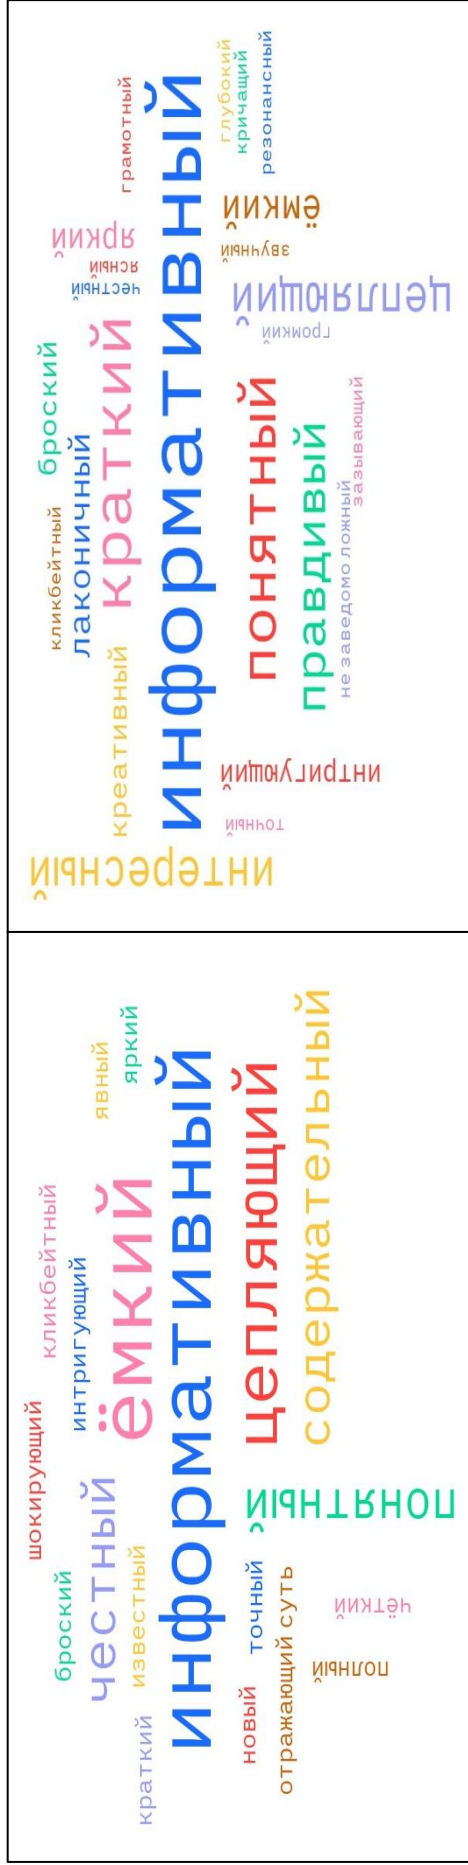 грамотный
глубокий
кричащий
резонансный
яркий
ясный
честный
ёмкий
звучный
цепляющий
громкий
броский
кликбейтный
лаконичный
краткий
информативный
понятный
правдивый
не заведомо ложный
зазывающий
креативный
интригующий
точный
интересный
явный
яркий
кликбейтный
интригующий
ёмкий
информативный
цепляющий
содержательный
шокирующий
броский
честный
известный
краткий
понятный
точный
новый
отражающий суть
чёткий
полный